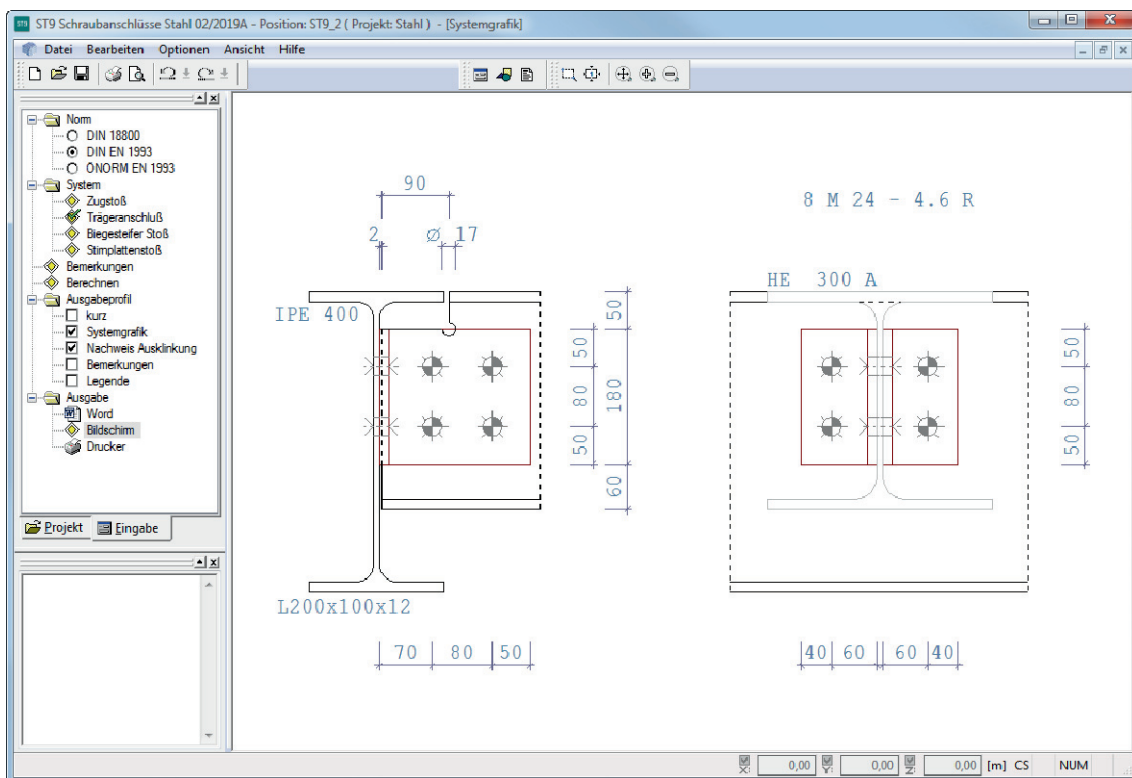 ST9 Schraubanschlüsse Stahl 02/2019A - Position: ST9_2 ( Projekt: Stahl ) - [Systemgrafik]
Datei Bearbeiten Optionen Ansicht Hilfe
Norm
DIN 18800
DIN EN 1993
ÖNORM EN 1993
System
Zugstoß
Trägeranschluß
Biegesteifer Stoß
Stirnplattenstoß
Bemerkungen
Berechnen
Ausgabeprofil
kurz
Systemgrafik
Nachweis Ausklinkung
Bemerkungen
Legende
Ausgabe
Word
Bildschirm
Drucker
Projekt Eingabe
90
2 Ø 17
IPE 400
50
50
80
180
50
60
L200x100x12
70 80 50
8 M 24 - 4.6 R
HE 300 A
50
80
50
40 60 60 40
X: 0,00 Y: 0,00 Z: 0,00 [m] CS NUM